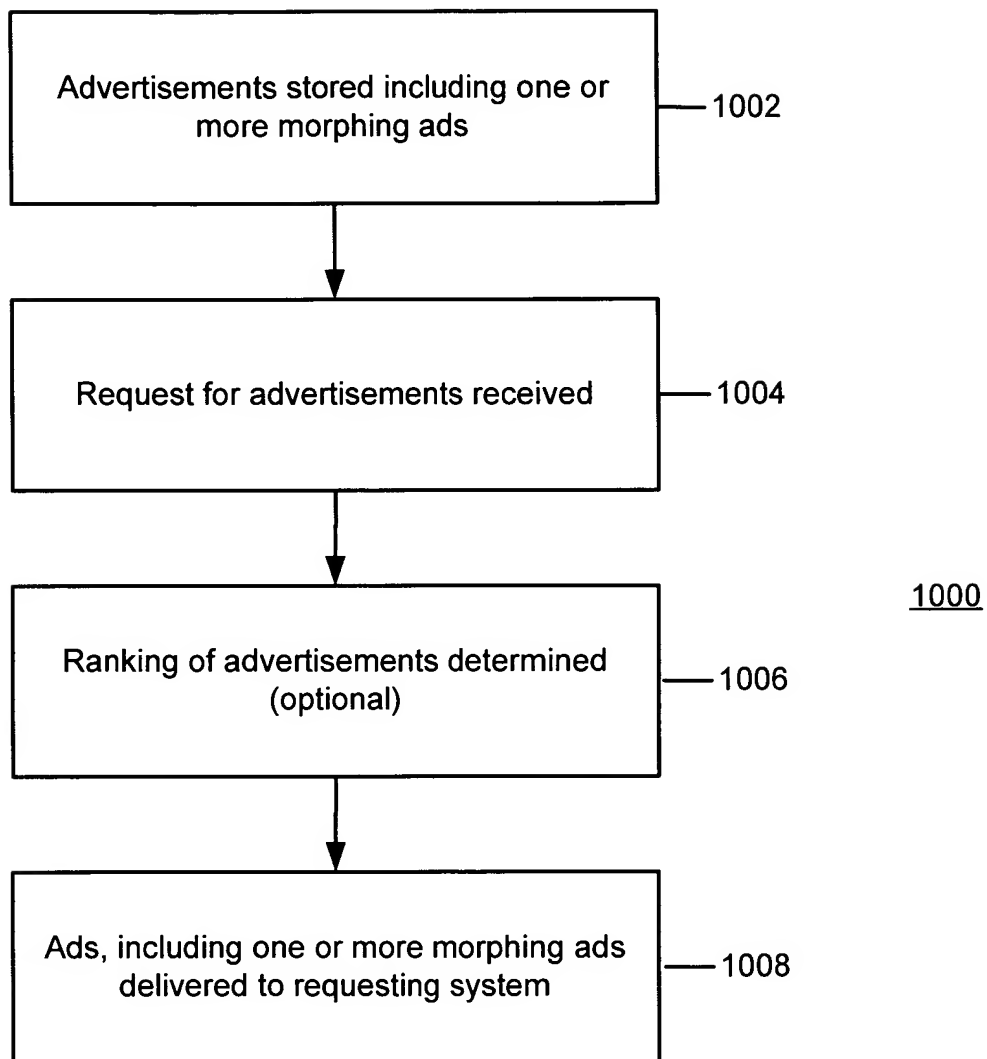 Advertisements stored including one or
more morphing ads
1002
Request for advertisements received
1004
1000
Ranking of advertisements determined
(optional)
1006
Ads, including one or more morphing ads
delivered to requesting system
1008